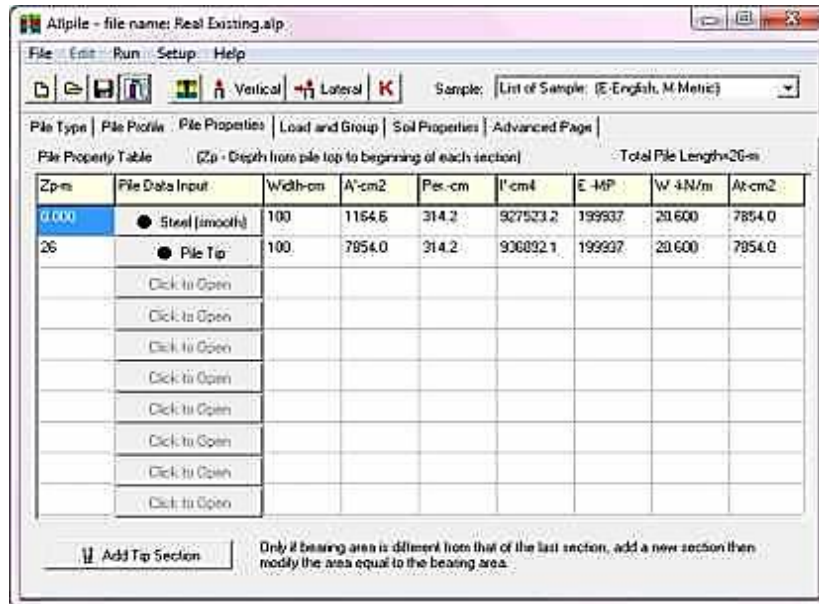 Allpile - file name: Real Existing.alp
File Edit Run Setup Help
Vertical Lateral K Sample: List of Sample: (E-English, M-Metric)
Pile Type Pile Profile Pile Properties Load and Group Soil Properties Advanced Page
Pile Property Table (Zp - Depth from pile top to beginning of each section) Total Pile Length=26-m
Zp-m Pile Data Input Width-cm A'-cm2 Per.-cm I'-cm4 E -MP W -kN/m At-cm2
0.000 Steel (smooth) 100 1164.6 314.2 927523.2 199937 20.600 7854.0
26 Pile Tip 100 7854.0 314.2 199937 20.600 7854.0
Click to Open
Click to Open
Click to Open
Click to Open
Click to Open
Click to Open
Click to Open
Click to Open
Add Tip Section
Only if bearing area is different from that of the last section, add a new section then
modify the area equal to the bearing area.